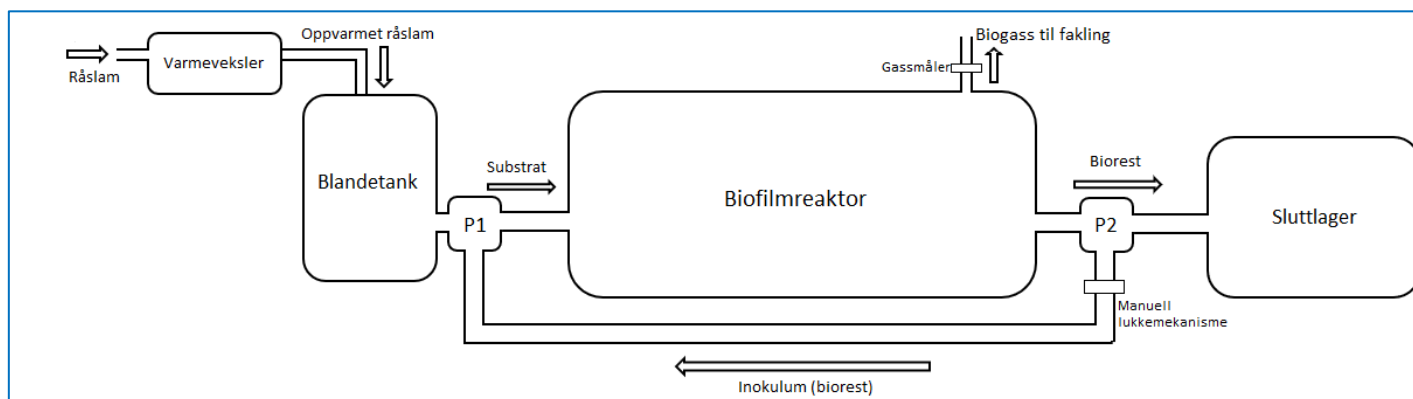 Råslam
Varmeveksler
Oppvarmet råslam
Blandetank
P1
Substrat
Biofilmreaktor
Gassmåler
Biogass til fakling
Biorest
P2
Manuell
lukkemekanisme
Sluttlager
Inokulum (biorest)